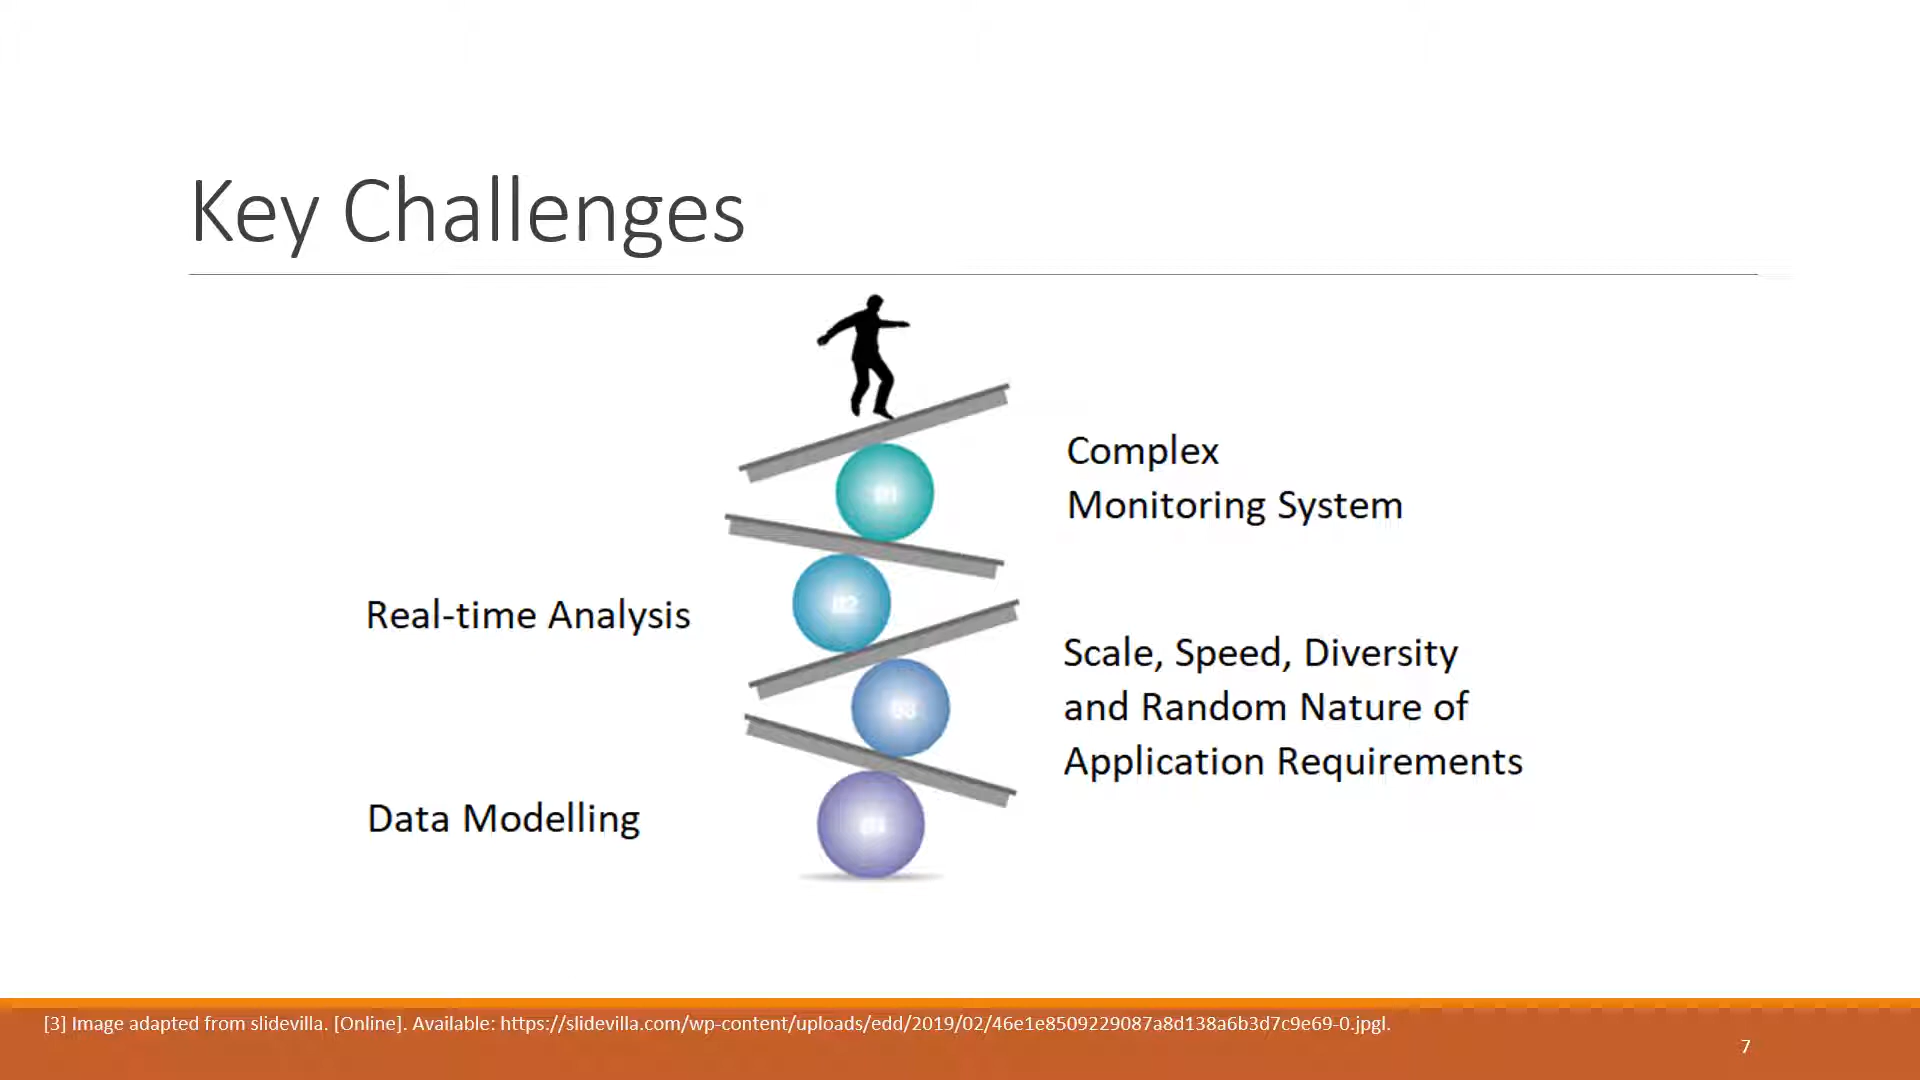 Key Challenges
Complex
Monitoring System
Real-time Analysis
Scale, Speed, Diversity
and Random Nature of
Application Requirements
Data Modelling
[3] Image adapted from slidevilla. [Online]. Available: https://slidevilla.com/wp-content/uploads/edd/2019/02/46e1e8509229087a8d138a6b3d7c9e69-0.jpgl.
7